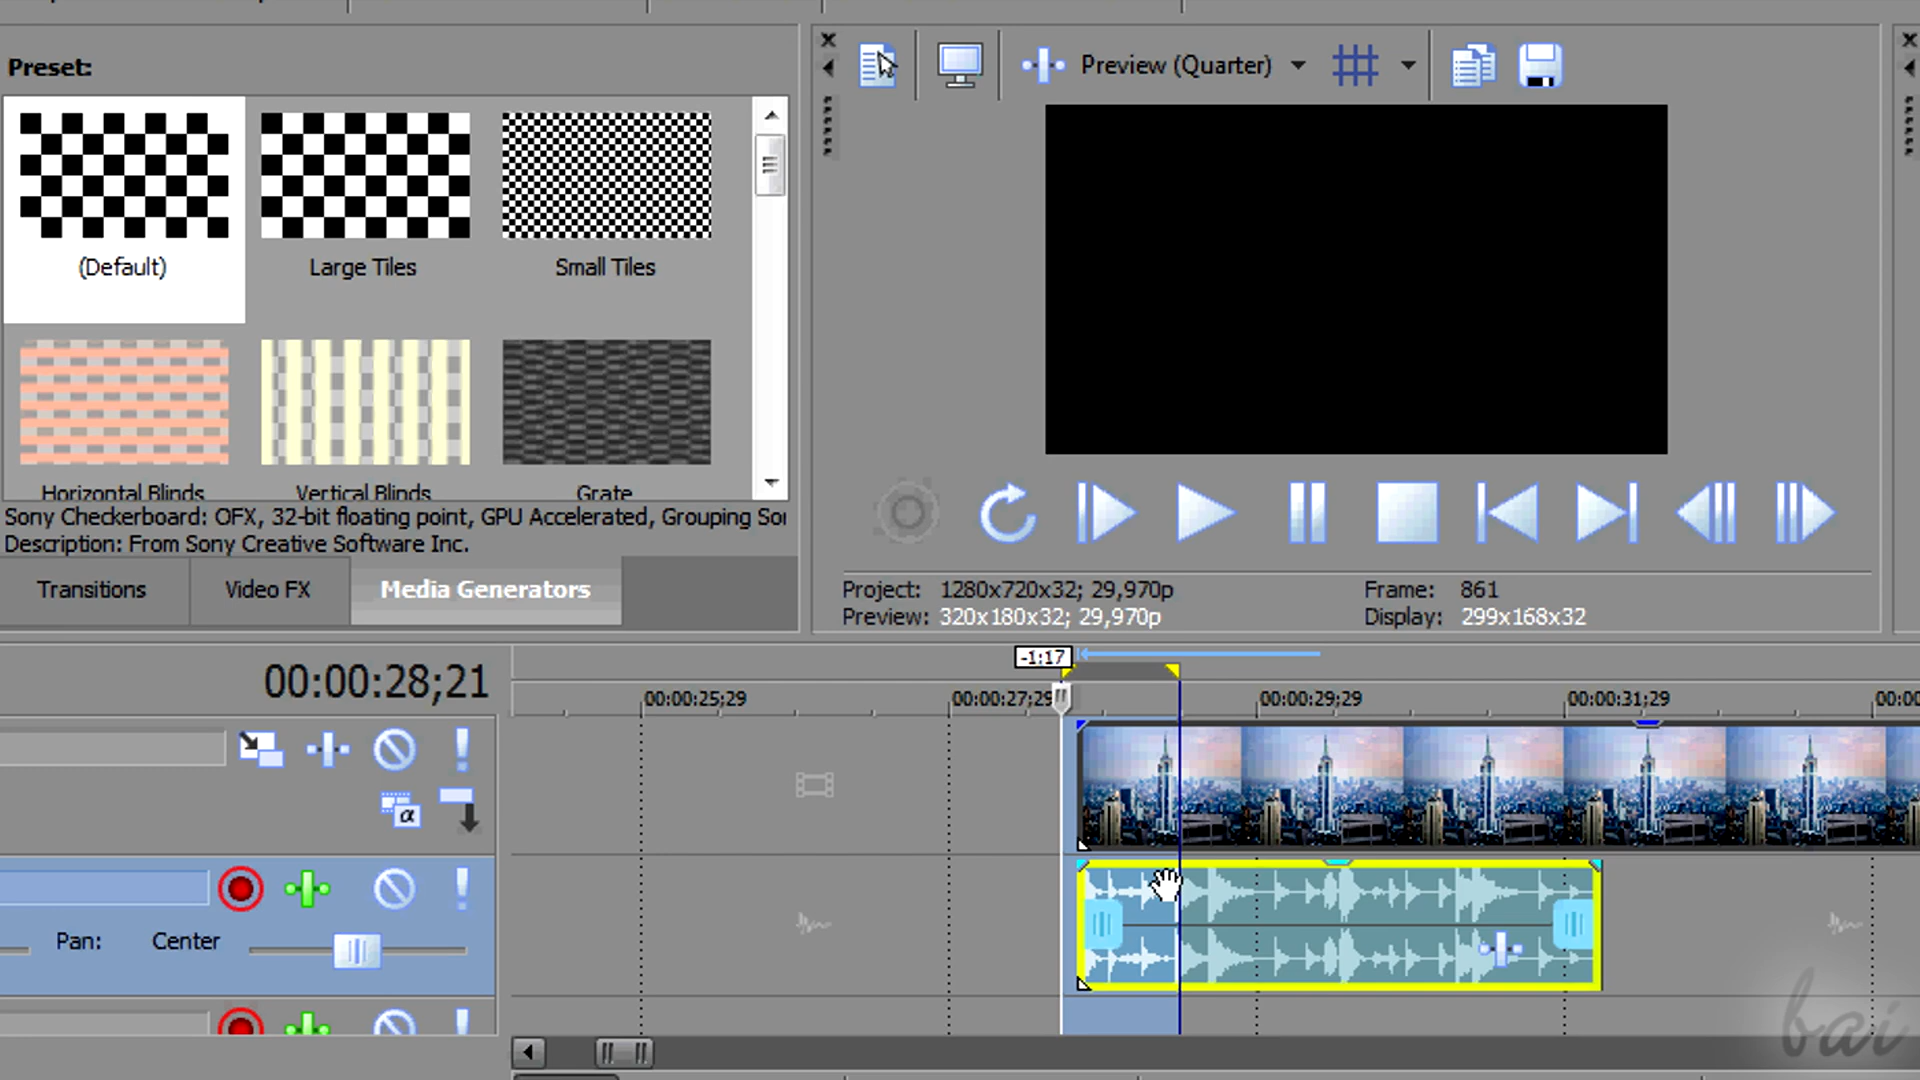 Preset:
(Default)
Large Tiles
Small Tiles
Horizontal Blinds
Vertical Blinds
Grate
Sony Checkerboard: OFX, 32-bit floating point, GPU Accelerated, Grouping
Description: From Sony Creative Software Inc.
Transitions
Video FX
Media Generators
Preview (Quarter)
Project: 1280x720x32; 29,970p
Frame: 861
Preview: 320x180x32; 29,970p
Display: 299x168x32
00:00:28;21
-1:17
00:00:25;29
00:00:27;29
00:00:29;29
00:00:31;29
00:00
α
Pan: Center
bai